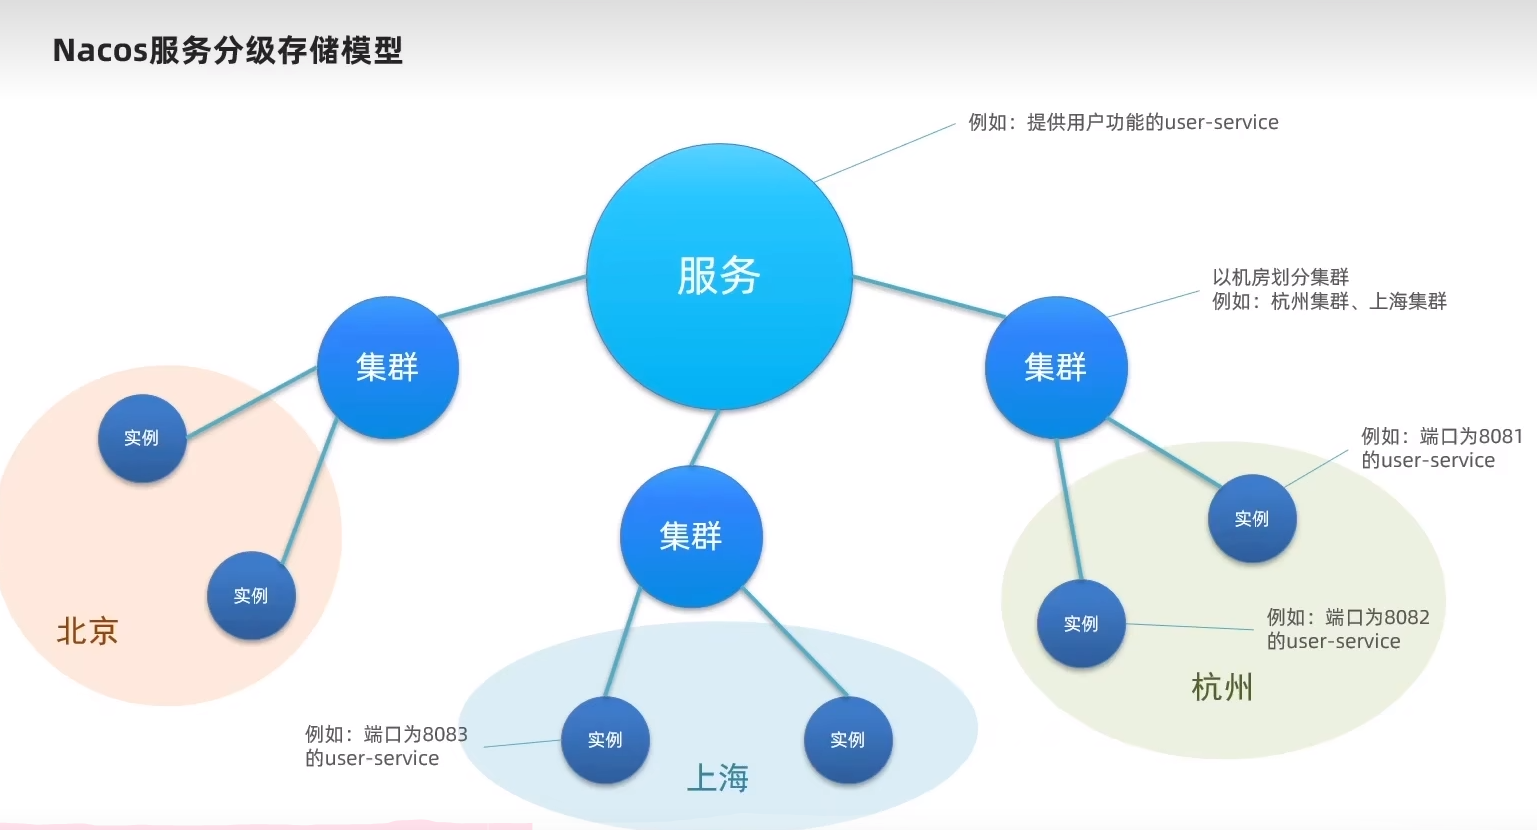 Nacos服务分级存储模型
例如：提供用户功能的user-service
服务
以机房划分集群
例如：杭州集群、上海集群
集群
集群
实例
例如：端口为8081
的user-service
集群
实例
实例
实例
例如：端口为8082
的user-service
北京
实例
杭州
例如：端口为8083
的user-service
实例
实例
上海